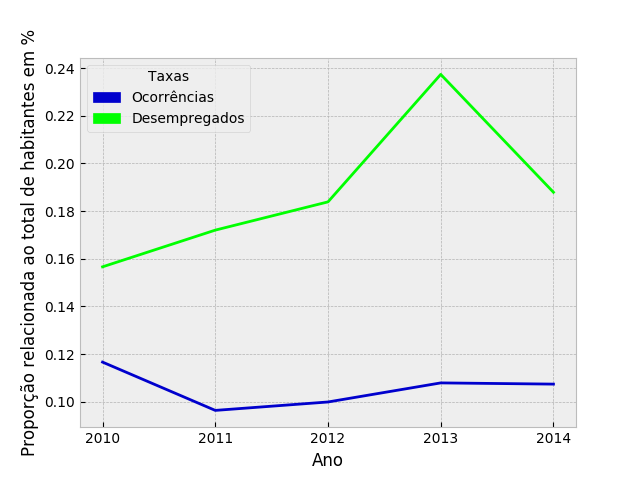 Proporção relacionada ao total de habitantes em %
0.24
0.22
0.20
0.18
0.16
0.14
0.12
0.10
Taxas
Ocorrências
Desempregados
2010 2011 2012 2013 2014
Ano